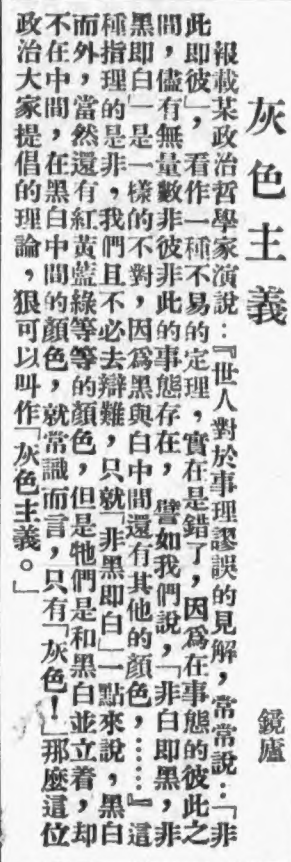 灰色主義
鏡廬
報載某政治哲學家演說:『世人對於事理謬誤的見解,常常說:「非
此即彼」,看作一種不易的定理,實在是錯了,因爲在事態的彼此之
間,儘有無量數非彼非此的事態存在,譬如我們說,「非白即黑,非
黑即白」是一樣的不對,因爲黑與白中間還有其他的顏色,……』這
種指理的是非,我們且不必去辯難,只就「非黑即白」一點來說,黑白
而外,當然還有紅黃藍綠等等的顏色,但是牠們是和黑白並立着,却
不在中間,在黑白中間的顏色,就常識而言,只有「灰色!」那麼這位
政治大家提倡的理論,狠可以叫作「灰色主義。」